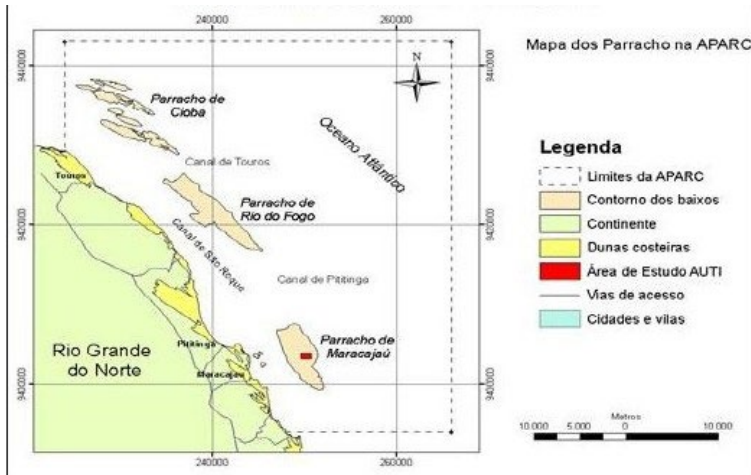 240000
260000
Mapa dos Parracho na APARC
N
Parracho de
Cioba
Oceano Atlântico
Canal de Touros
Touros
Parracho de
Rio do Fogo
Canal de São Roque
Canal de Pititinga
Rio Grande
do Norte
Pititinga
Maracajau
Parracho de
Maracajaú
9420000
9420000
240000
260000
Legenda
Limites da APARC
Contorno dos baixos
Continente
Dunas costeiras
Área de Estudo AUTI
Vias de acesso
Cidades e vilas
Metros
10.000
5.000
0
10.000